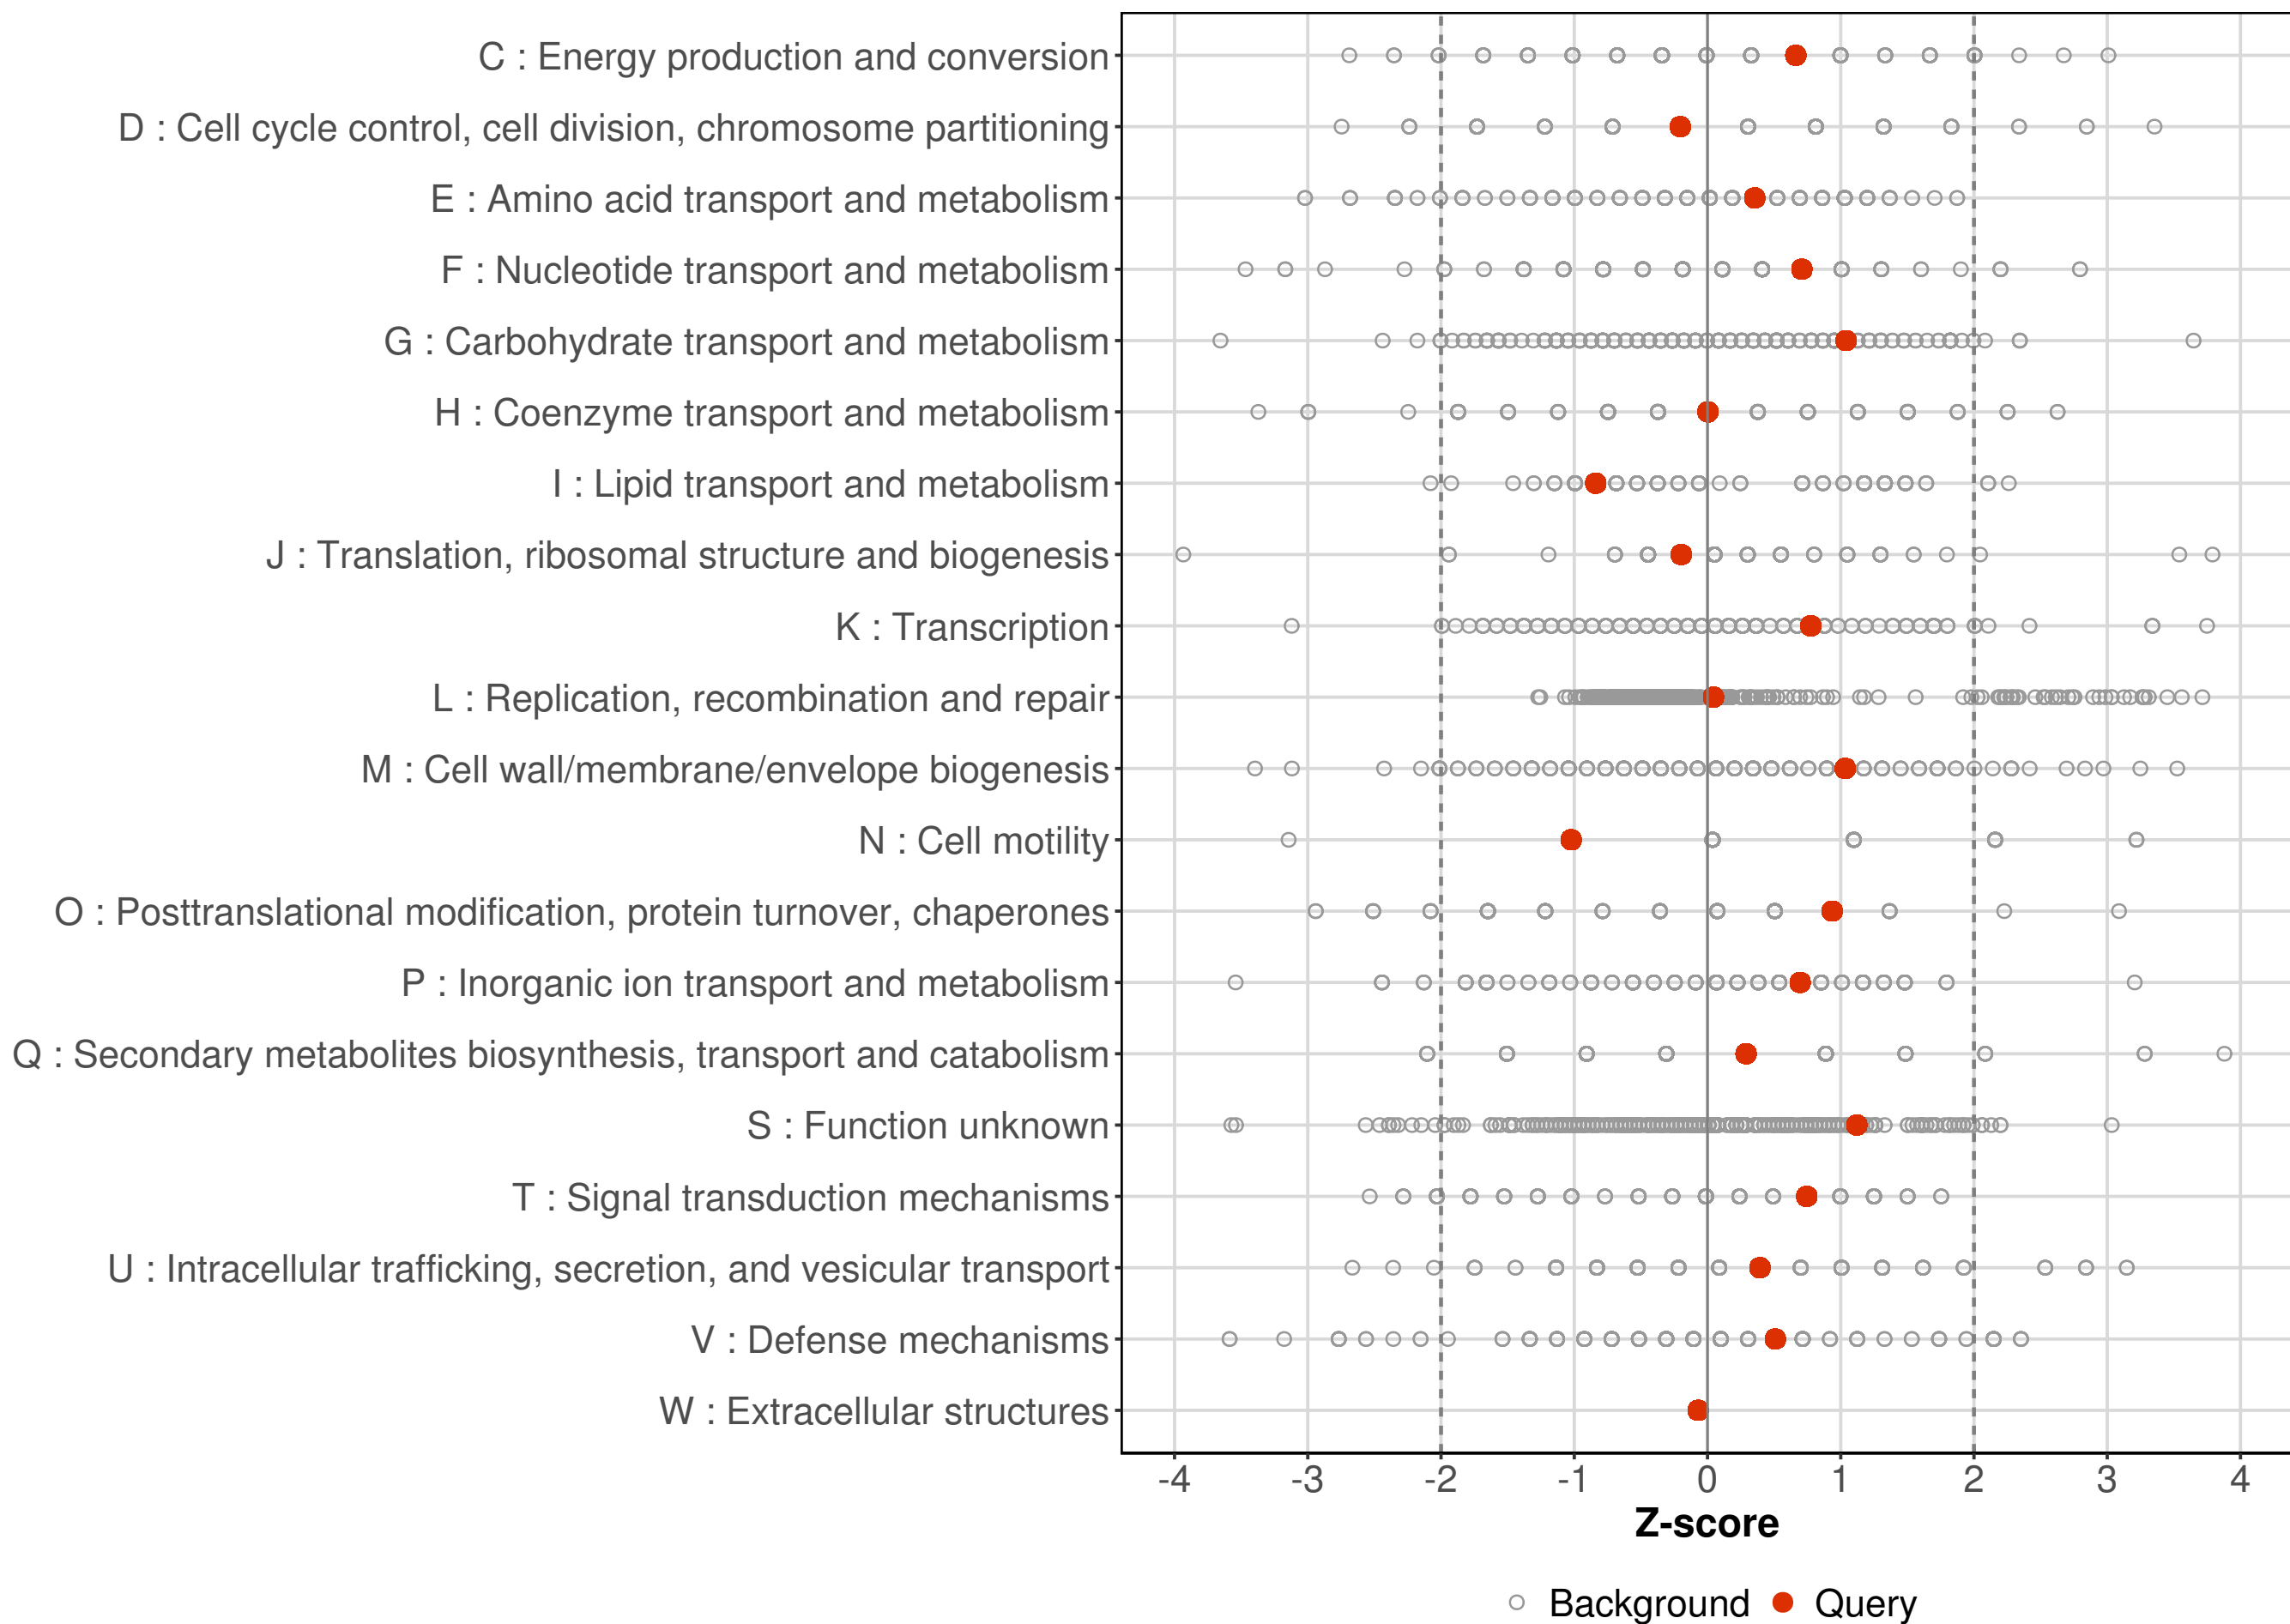 C : Energy production and conversion
D : Cell cycle control, cell division, chromosome partitioning
E : Amino acid transport and metabolism
F : Nucleotide transport and metabolism
G : Carbohydrate transport and metabolism
H : Coenzyme transport and metabolism
I : Lipid transport and metabolism
J : Translation, ribosomal structure and biogenesis
K : Transcription
L : Replication, recombination and repair
M : Cell wall/membrane/envelope biogenesis
N : Cell motility
O : Posttranslational modification, protein turnover, chaperones
P : Inorganic ion transport and metabolism
Q : Secondary metabolites biosynthesis, transport and catabolism
S : Function unknown
T : Signal transduction mechanisms
U : Intracellular trafficking, secretion, and vesicular transport
V : Defense mechanisms
W : Extracellular structures
-4 -3 -2 -1 0 1 2 3 4
Z-score
Background Query